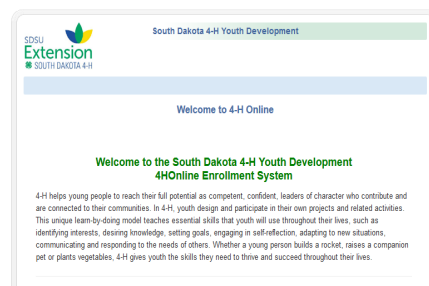 SDSU
Extension
SOUTH DAKOTA 4-H
South Dakota 4-H Youth Development
Welcome to 4-H Online
Welcome to the South Dakota 4-H Youth Development
4HOnline Enrollment System
4-H helps young people to reach their full potential as competent, confident, leaders of character who contribute and
are connected to their communities. In 4-H, youth design and participate in their own projects and related activities.
This unique learn-by-doing model teaches essential skills that youth will use throughout their lives, such as
identifying interests, desiring knowledge, setting goals, engaging in self-reflection, adapting to new situations,
communicating and responding to the needs of others. Whether a young person builds a rocket, raises a companion
pet or plants vegetables, 4-H gives youth the skills they need to thrive and succeed throughout their lives.